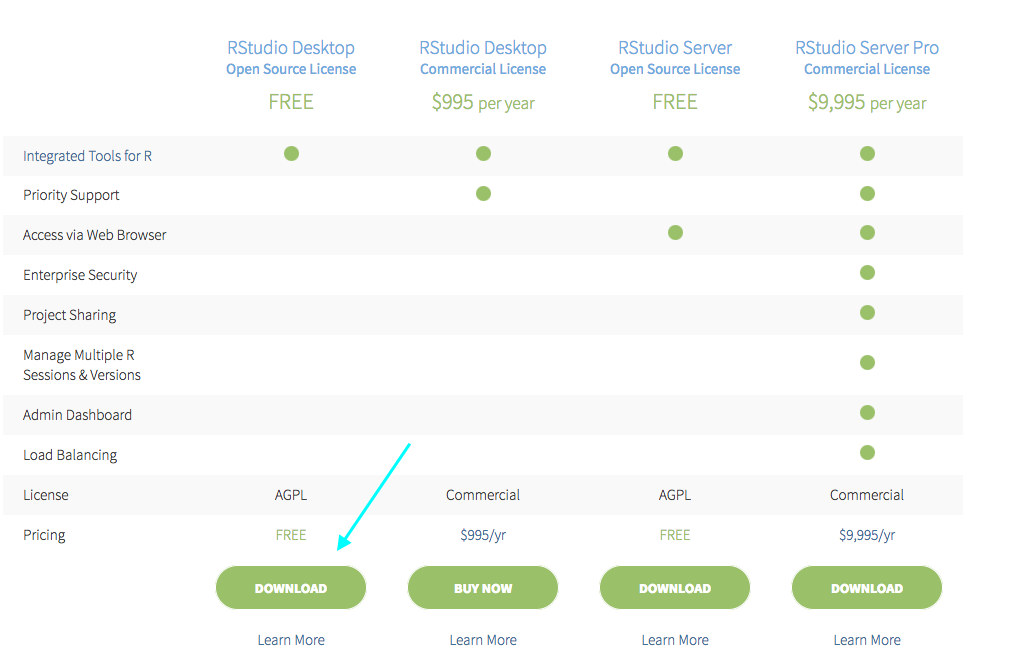 RStudio Desktop RStudio Desktop RStudio Server RStudio Server Pro
Open Source License Commercial License Open Source License Commercial License
FREE $995 per year FREE $9,995 per year
Integrated Tools for R
Priority Support
Access via Web Browser
Enterprise Security
Project Sharing
Manage Multiple R
Sessions & Versions
Admin Dashboard
Load Balancing
License AGPL Commercial AGPL Commercial
Pricing FREE $995/yr FREE $9,995/yr
DOWNLOAD BUY NOW DOWNLOAD DOWNLOAD
Learn More Learn More Learn More Learn More